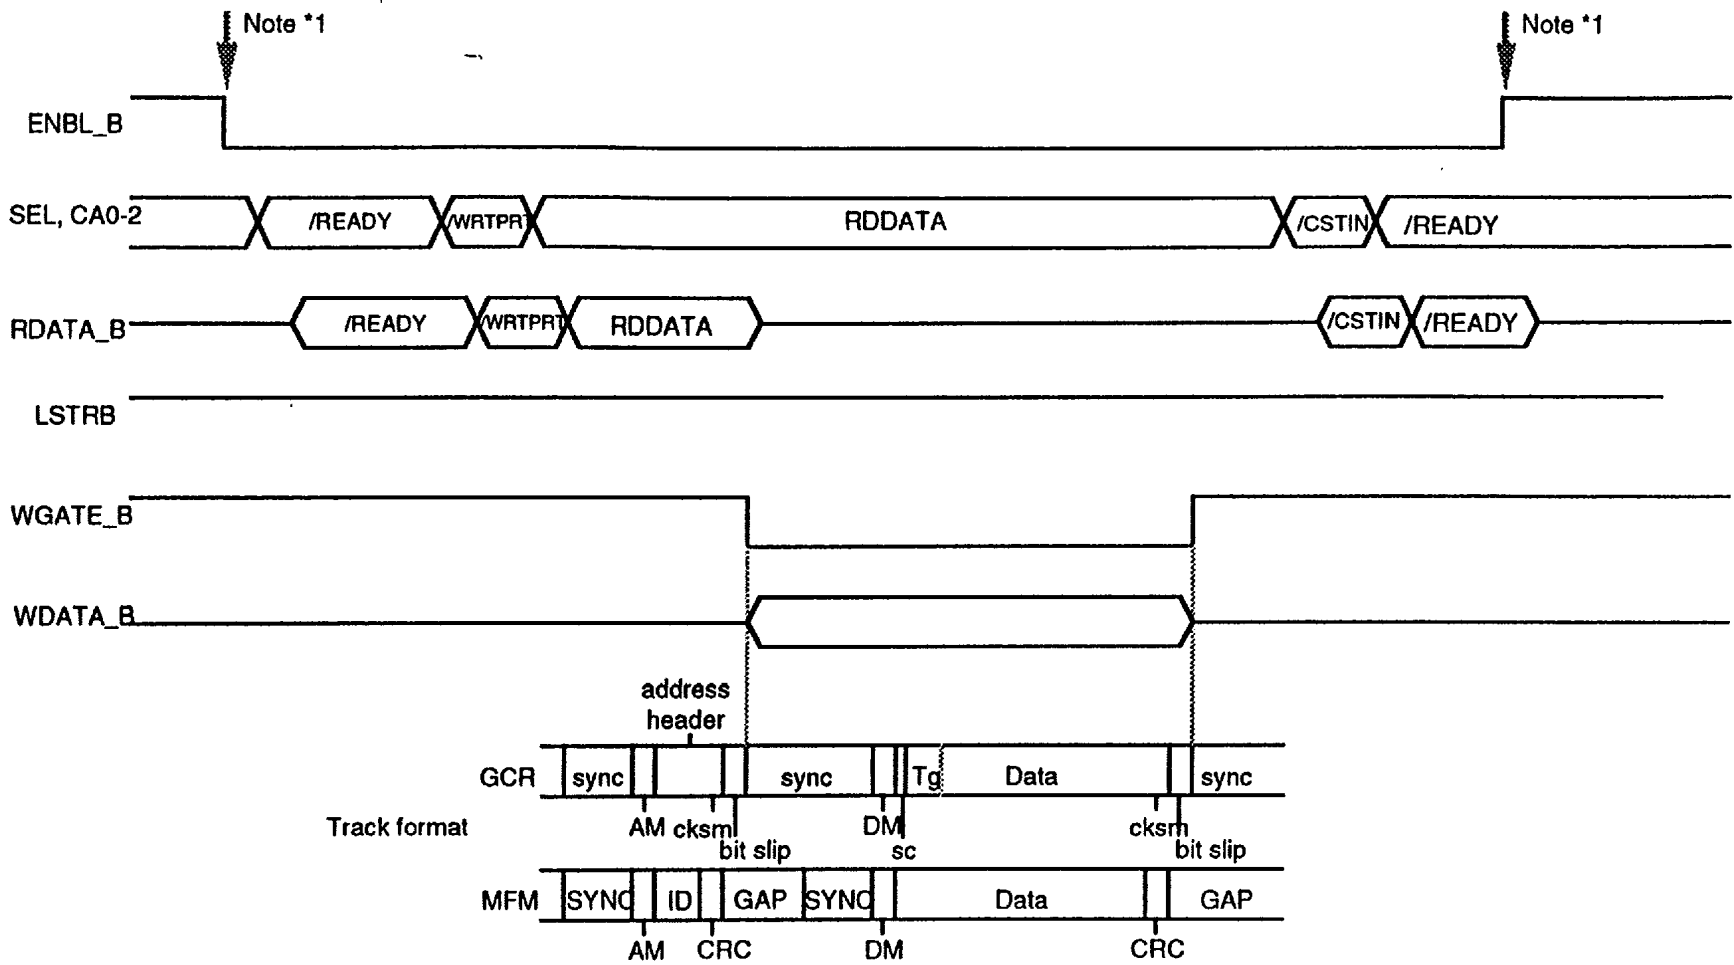 Note *1
Note *1
ENBL_B
SEL, CA0-2
/READY
/WRTPRT
RDDATA
/CSTIN
/READY
RDATA_B
/READY
/WRTPRT
RDDATA
/CSTIN
/READY
LSTRB
WGATE_B
WDATA_B
address
header
GCR
sync
sync
Tg
Data
sync
Track format
AM
cksm
DM
cksm
bit slip
sc
bit slip
MFM
SYNC
ID
GAP
SYNC
Data
GAP
AM
CRC
DM
CRC